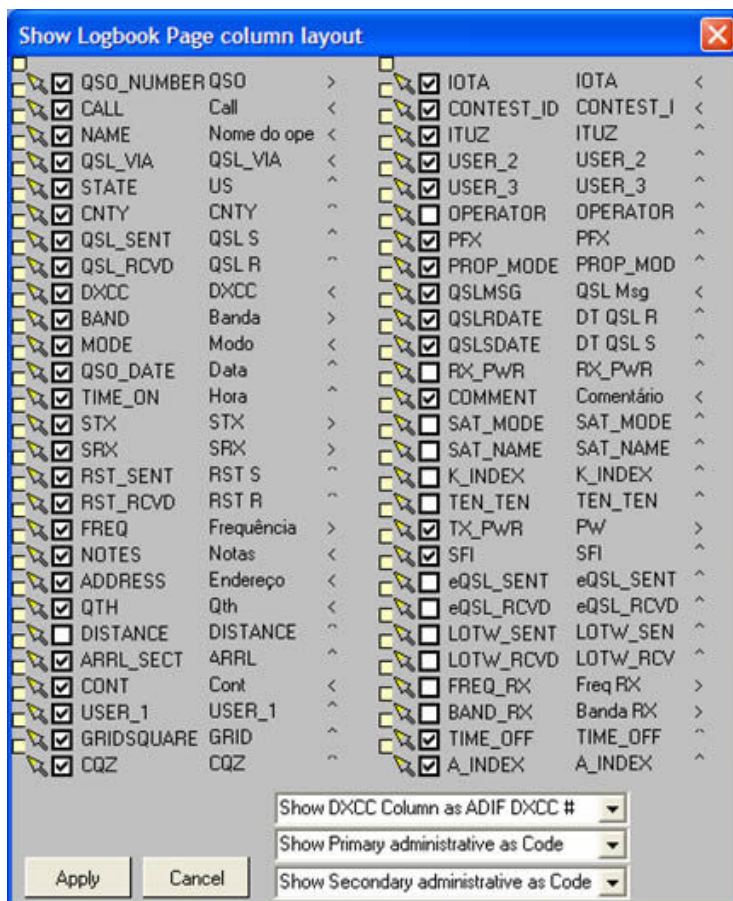 Show Logbook Page column layout
QSO_NUMBER QSO >
CALL Call <
NAME Nome do ope <
QSL_VIA QSL_VIA <
STATE US ^
CNTY CNTY ^
QSL_SENT QSL S ^
QSL_RCVD QSL R ^
DXCC DXCC <
BAND Banda >
MODE Modo <
QSO_DATE Data ^
TIME_ON Hora ^
STX STX >
SRX SRX >
RST_SENT RST S ^
RST_RCVD RST R ^
FREQ Frequência >
NOTES Notas <
ADDRESS Endereço <
QTH Qth <
DISTANCE DISTANCE ^
ARRL_SECT ARRL ^
CONT Cont <
USER_1 USER_1 ^
GRIDSQUARE GRID ^
CQZ CQZ ^
IOTA IOTA <
CONTEST_ID CONTEST_I <
ITUZ ITUZ ^
USER_2 USER_2 ^
USER_3 USER_3 ^
OPERATOR OPERATOR ^
PFX PFX ^
PROP_MODE PROP_MOD ^
QSLMSG QSL Msg <
QSLRDATE DT QSL R ^
QSLSDATE DT QSL S ^
RX_PWR RX_PWR ^
COMMENT Comentário <
SAT_MODE SAT_MODE ^
SAT_NAME SAT_NAME ^
K_INDEX K_INDEX ^
TEN_TEN TEN_TEN ^
TX_PWR PW >
SFI SFI ^
eQSL_SENT eQSL_SENT ^
eQSL_RCVD eQSL_RCVD ^
LOTW_SENT LOTW_SEN ^
LOTW_RCVD LOTW_RCV ^
FREQ_RX Freq RX >
BAND_RX Banda RX >
TIME_OFF TIME_OFF ^
A_INDEX A_INDEX ^
Show DXCC Column as ADIF DXCC #
Show Primary administrative as Code
Show Secondary administrative as Code
Apply Cancel